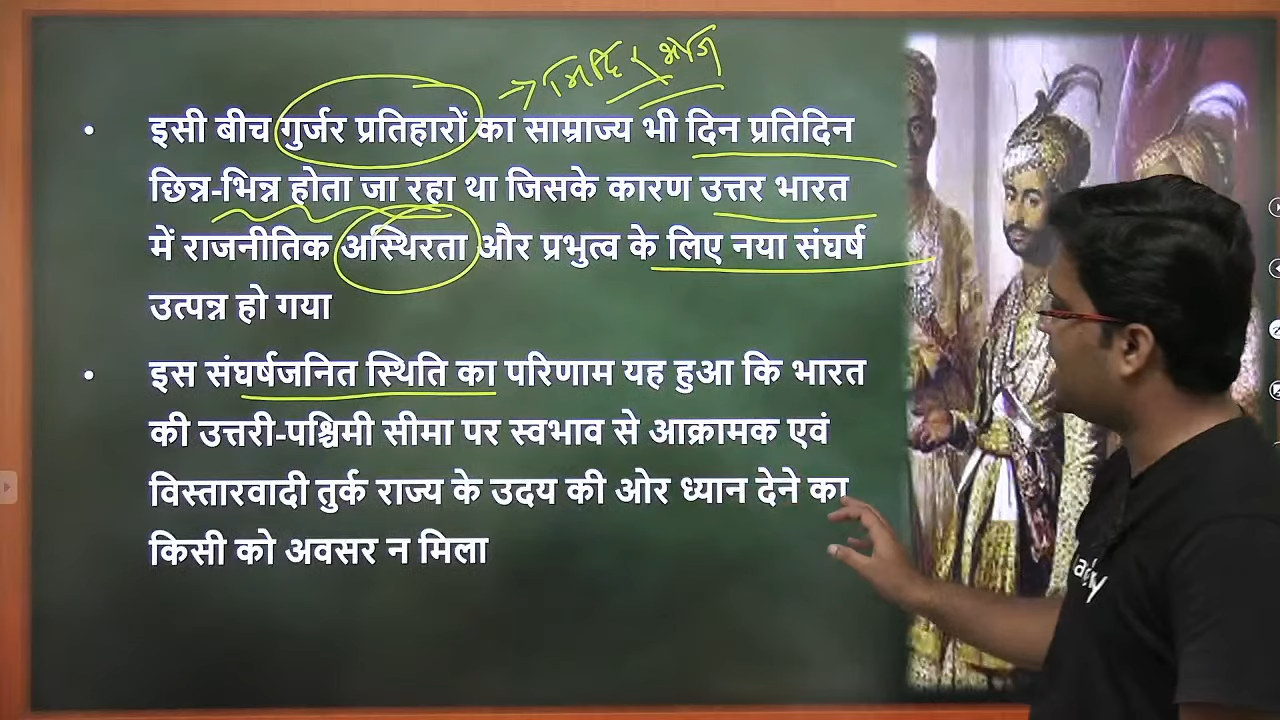 मिहिर भोज
इसी बीच गुर्जर प्रतिहारों का साम्राज्य भी दिन प्रतिदिन
छिन्न-भिन्न होता जा रहा था जिसके कारण उत्तर भारत
में राजनीतिक अस्थिरता और प्रभुत्व के लिए नया संघर्ष
उत्पन्न हो गया
इस संघर्षजनित स्थिति का परिणाम यह हुआ कि भारत
की उत्तरी-पश्चिमी सीमा पर स्वभाव से आक्रामक एवं
विस्तारवादी तुर्क राज्य के उदय की ओर ध्यान देने का
किसी को अवसर न मिला